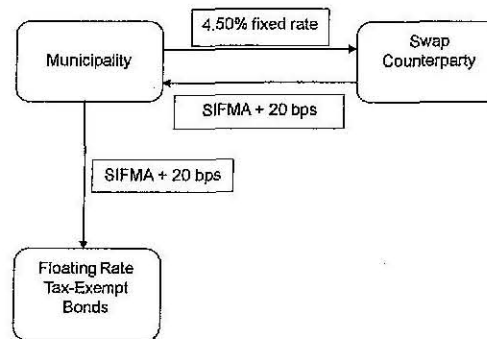 4.50% fixed rate
Municipality
Swap
Counterparty
SIFMA + 20 bps
SIFMA + 20 bps
Floating Rate
Tax-Exempt
Bonds